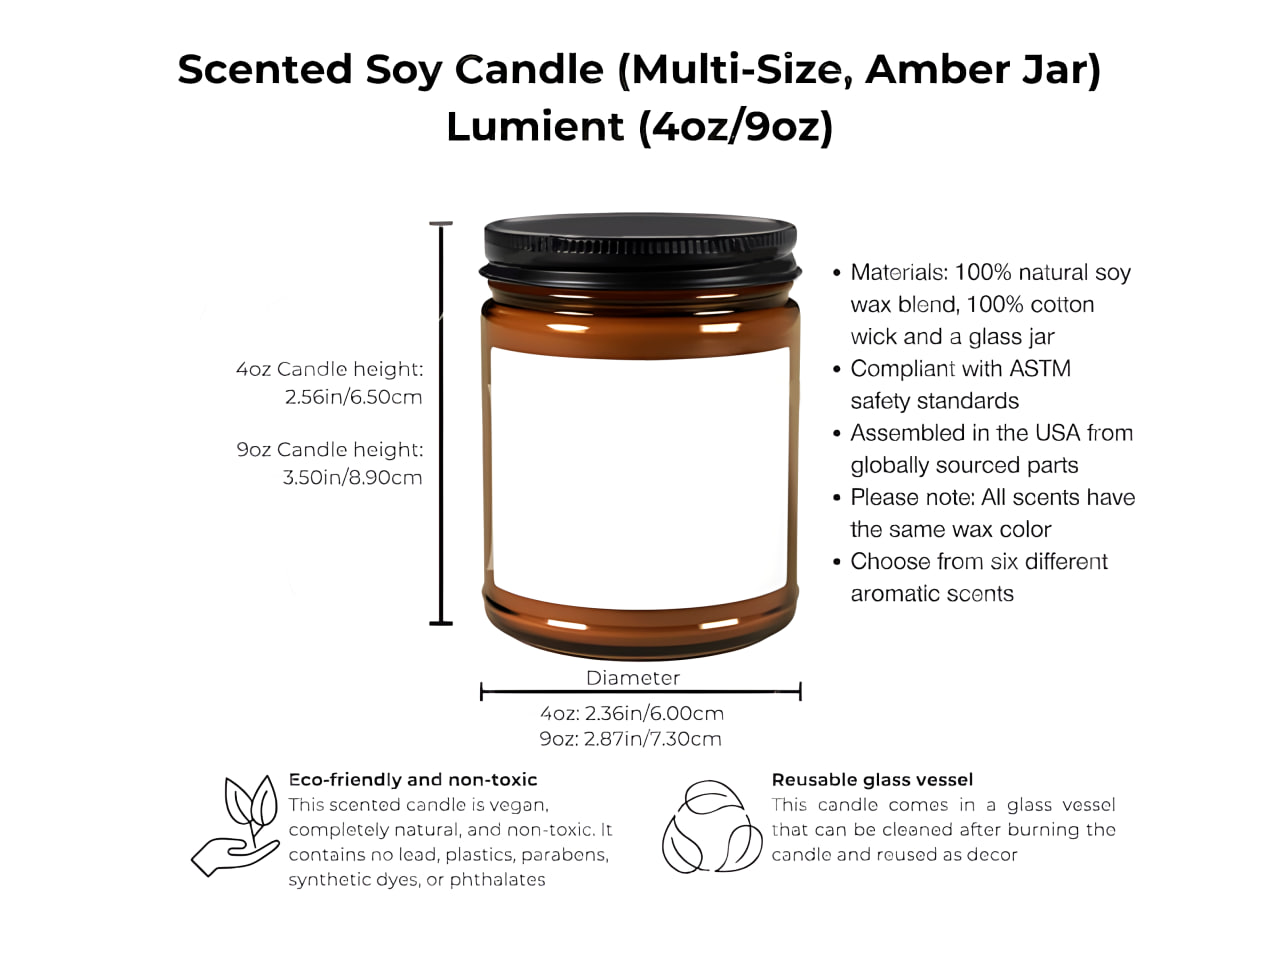 Scented Soy Candle (Multi-Size, Amber Jar)
Lumient (4oz/9oz)
4oz Candle height:
2.56in/6.50cm
9oz Candle height:
3.50in/8.90cm
• Materials: 100% natural soy
wax blend, 100% cotton
wick and a glass jar
• Compliant with ASTM
safety standards
• Assembled in the USA from
globally sourced parts
• Please note: All scents have
the same wax color
• Choose from six different
aromatic scents
Diameter
4oz: 2.36in/6.00cm
9oz: 2.87in/7.30cm
Eco-friendly and non-toxic
This scented candle is vegan,
completely natural, and non-toxic. It
contains no lead, plastics, parabens,
synthetic dyes, or phthalates
Reusable glass vessel
This candle comes in a glass vessel
that can be cleaned after burning the
candle and reused as decor